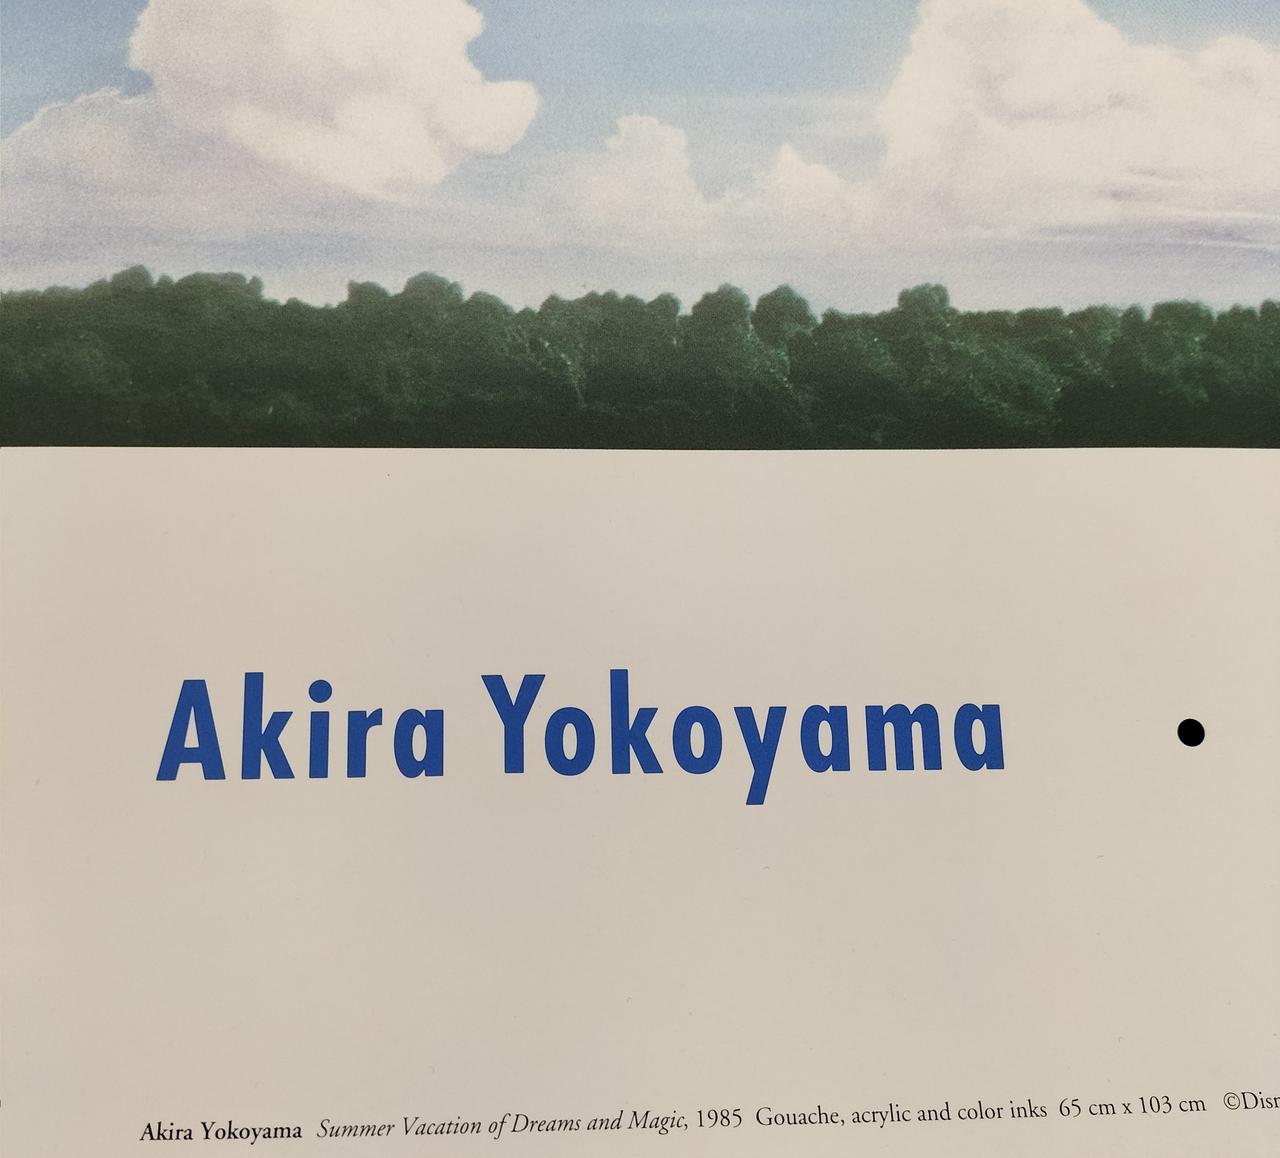 Akira Yokoyama
Akira Yokoyama Summer Vacation of Dreams and Magic, 1985 Gouache, acrylic and color inks 65 cm x 103 cm ©Disn